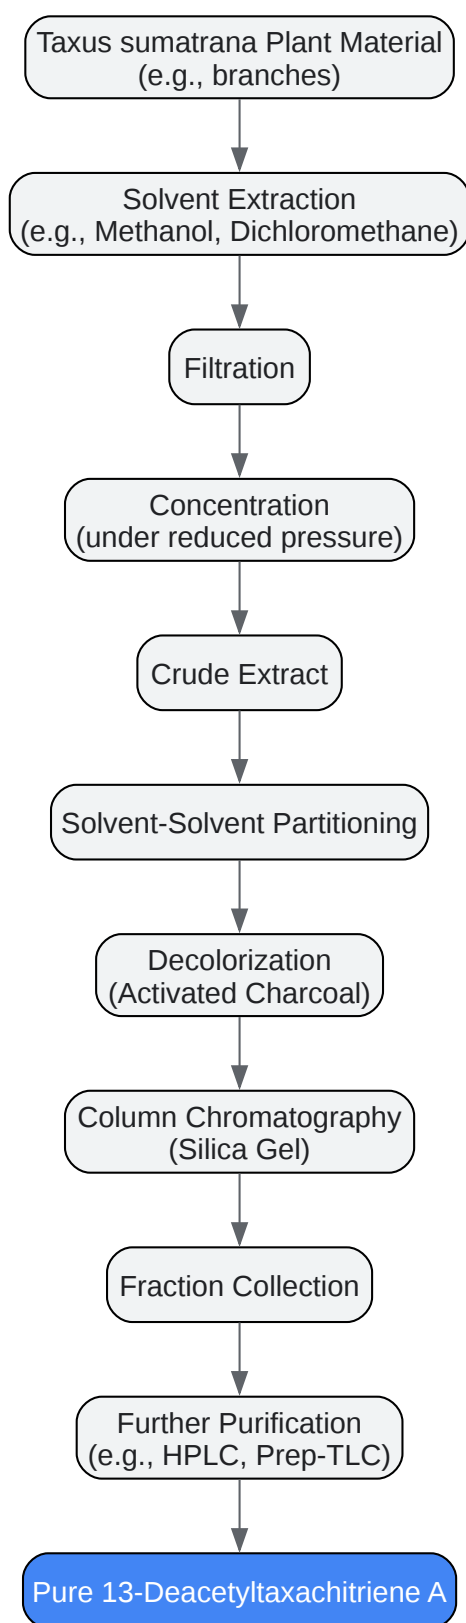 Taxus sumatrana Plant Material
(e.g., branches)
Solvent Extraction
(e.g., Methanol, Dichloromethane)
Filtration
Concentration
(under reduced pressure)
Crude Extract
Solvent-Solvent Partitioning
Decolorization
(Activated Charcoal)
Column Chromatography
(Silica Gel)
Fraction Collection
Further Purification
(e.g., HPLC, Prep-TLC)
Pure 13-Deacetyltaxachitriene A